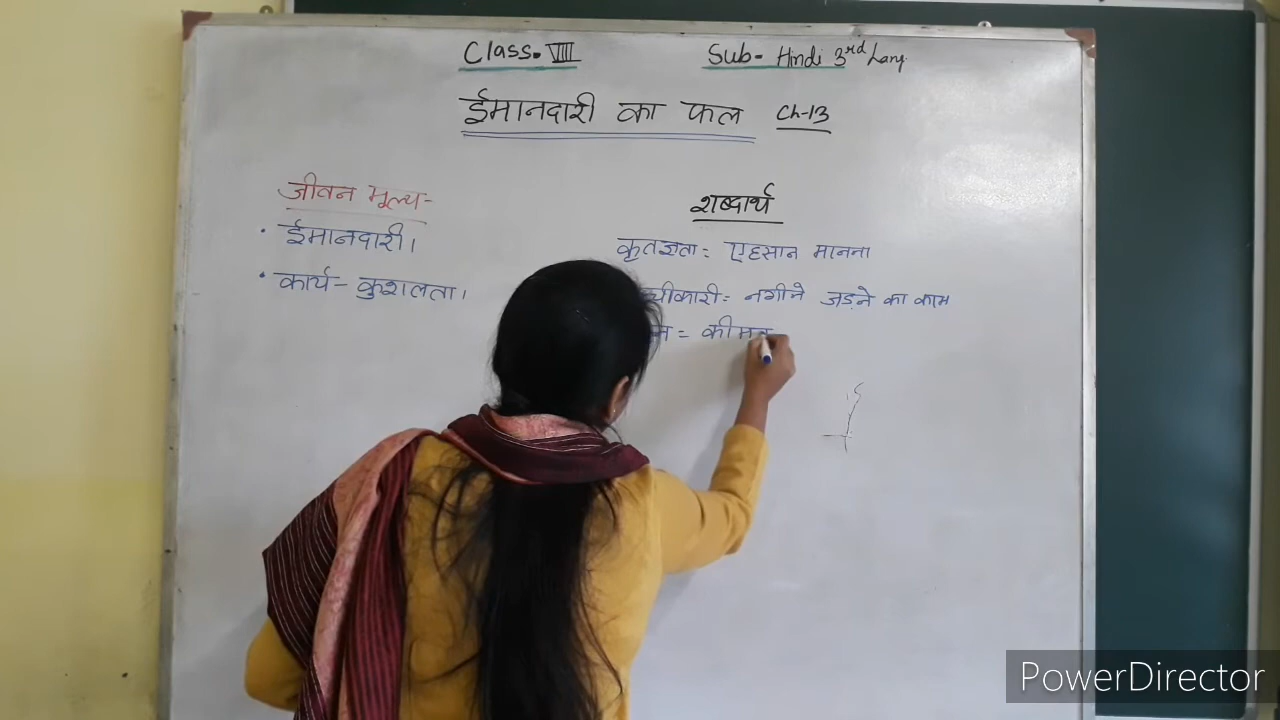 Class- VIII
Sub- Hindi 3rd Lang
ईमानदारी का फल Ch-13
जीवन मूल्य-
• ईमानदारी।
• कार्य- कुशलता।
शब्दार्थ
कृतज्ञता: एहसान मानना
नगीने जड़ने का काम
= कीमत
PowerDirector